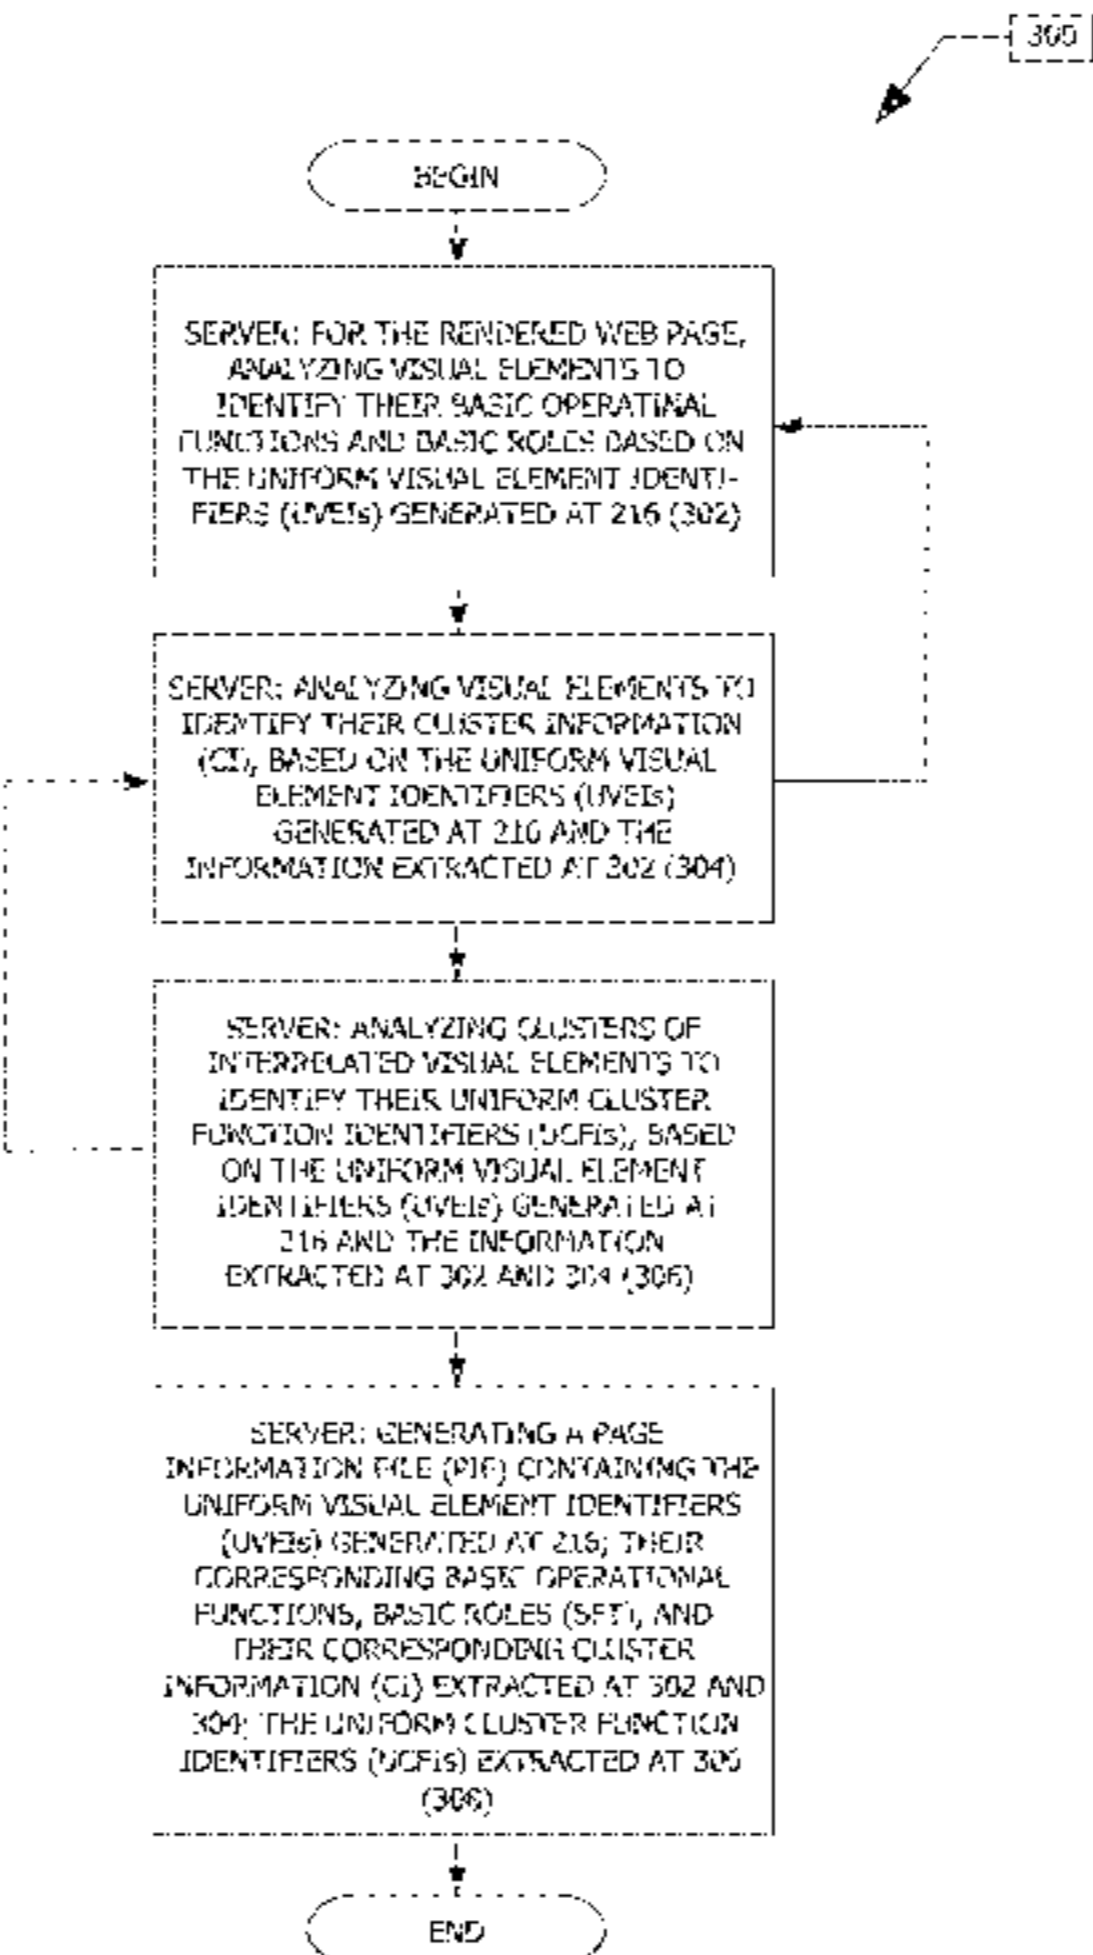 300
BEGIN
SERVER: FOR THE RENDERED WEB PAGE,
ANALYZING VISUAL ELEMENTS TO
IDENTIFY THEIR BASIC OPERATINAL
FUNCTIONS AND BASIC ROLES BASED ON
THE UNIFORM VISUAL ELEMENT IDENTI-
FIERS (UVEIs) GENERATED AT 216 (302)
SERVER: ANALYZING VISUAL ELEMENTS TO
IDENTIFY THEIR CLUSTER INFORMATION
(CI), BASED ON THE UNIFORM VISUAL
ELEMENT IDENTIFIERS (UVEIs)
GENERATED AT 216 AND THE
INFORMATION EXTRACTED AT 302 (304)
SERVER: ANALYZING CLUSTERS OF
INTERRELATED VISUAL ELEMENTS TO
IDENTIFY THEIR UNIFORM CLUSTER
FUNCTION IDENTIFIERS (UCFIs), BASED
ON THE UNIFORM VISUAL ELEMENT
IDENTIFIERS (UVEIs) GENERATED AT
216 AND THE INFORMATION
EXTRACTED AT 302 AND 304 (306)
SERVER: GENERATING A PAGE
INFORMATION FILE (PIF) CONTAINING THE
UNIFORM VISUAL ELEMENT IDENTIFIERS
(UVEIs) GENERATED AT 216; THEIR
CORRESPONDING BASIC OPERATIONAL
FUNCTIONS, BASIC ROLES (SFT), AND
THEIR CORRESPONDING CLUSTER
INFORMATION (CI) EXTRACTED AT 302 AND
304; THE UNIFORM CLUSTER FUNCTION
IDENTIFIERS (UCFIs) EXTRACTED AT 306
(308)
END